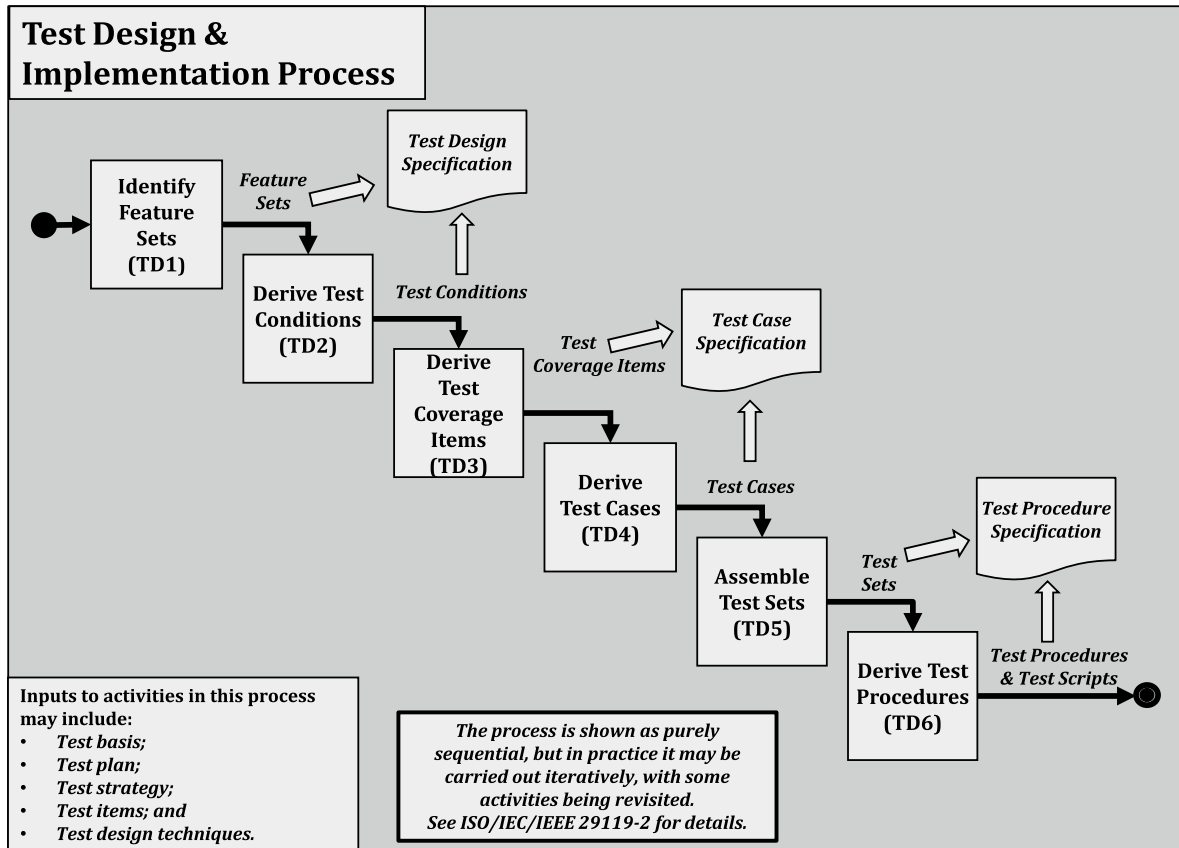 Test Design &
Implementation Process
Test Design
Specification
Identify
Feature
Sets
(TD1)
Feature
Sets
Derive Test
Conditions
(TD2)
Test Conditions
Test Case
Specification
Test
Coverage Items
Derive
Test
Coverage
Items
(TD3)
Derive
Test Cases
(TD4)
Test Cases
Test Procedure
Specification
Assemble
Test Sets
(TD5)
Test
Sets
Derive Test
Procedures
(TD6)
Test Procedures
& Test Scripts
Inputs to activities in this process
may include:
• Test basis;
• Test plan;
• Test strategy;
• Test items; and
• Test design techniques.
The process is shown as purely
sequential, but in practice it may be
carried out iteratively, with some
activities being revisited.
See ISO/IEC/IEEE 29119-2 for details.